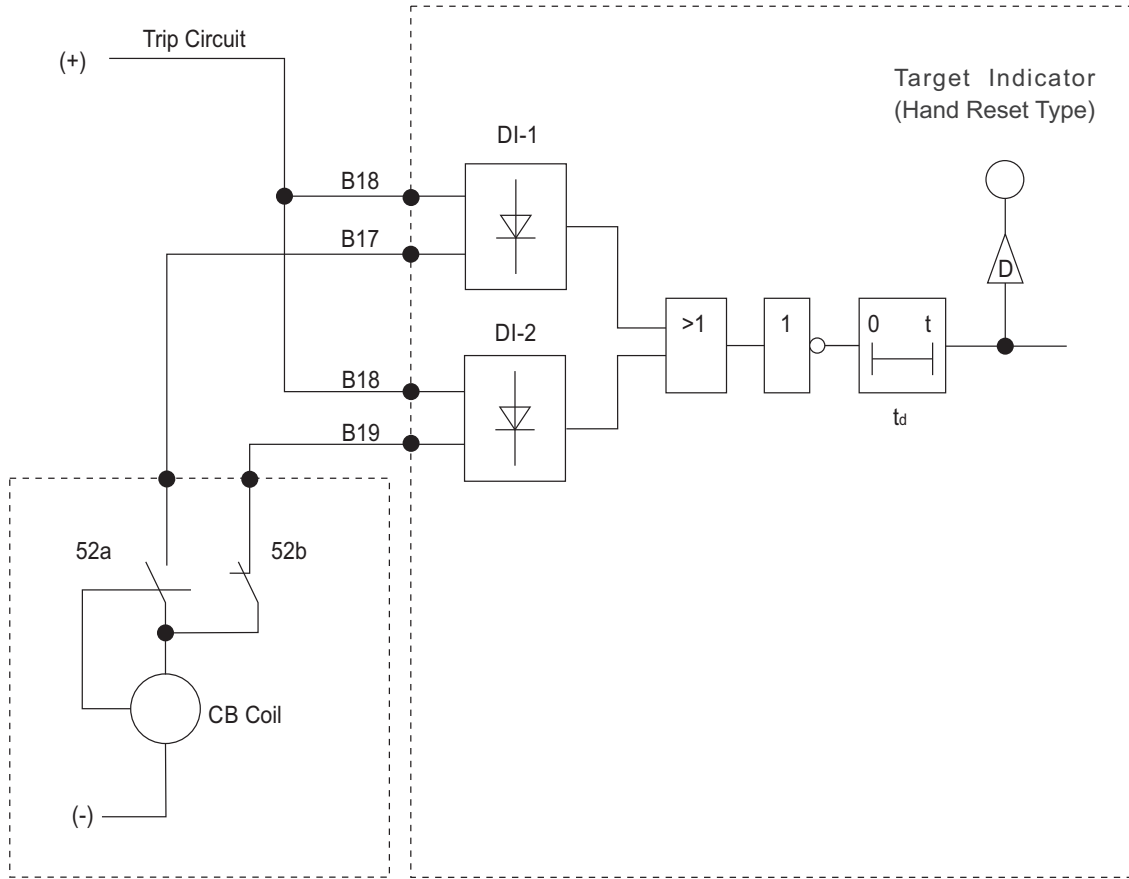 Trip Circuit
(+)
Target Indicator
(Hand Reset Type)
DI-1
B18
B17
D
>1
1
0 t
DI-2
B18
td
B19
52a
52b
CB Coil
(-)